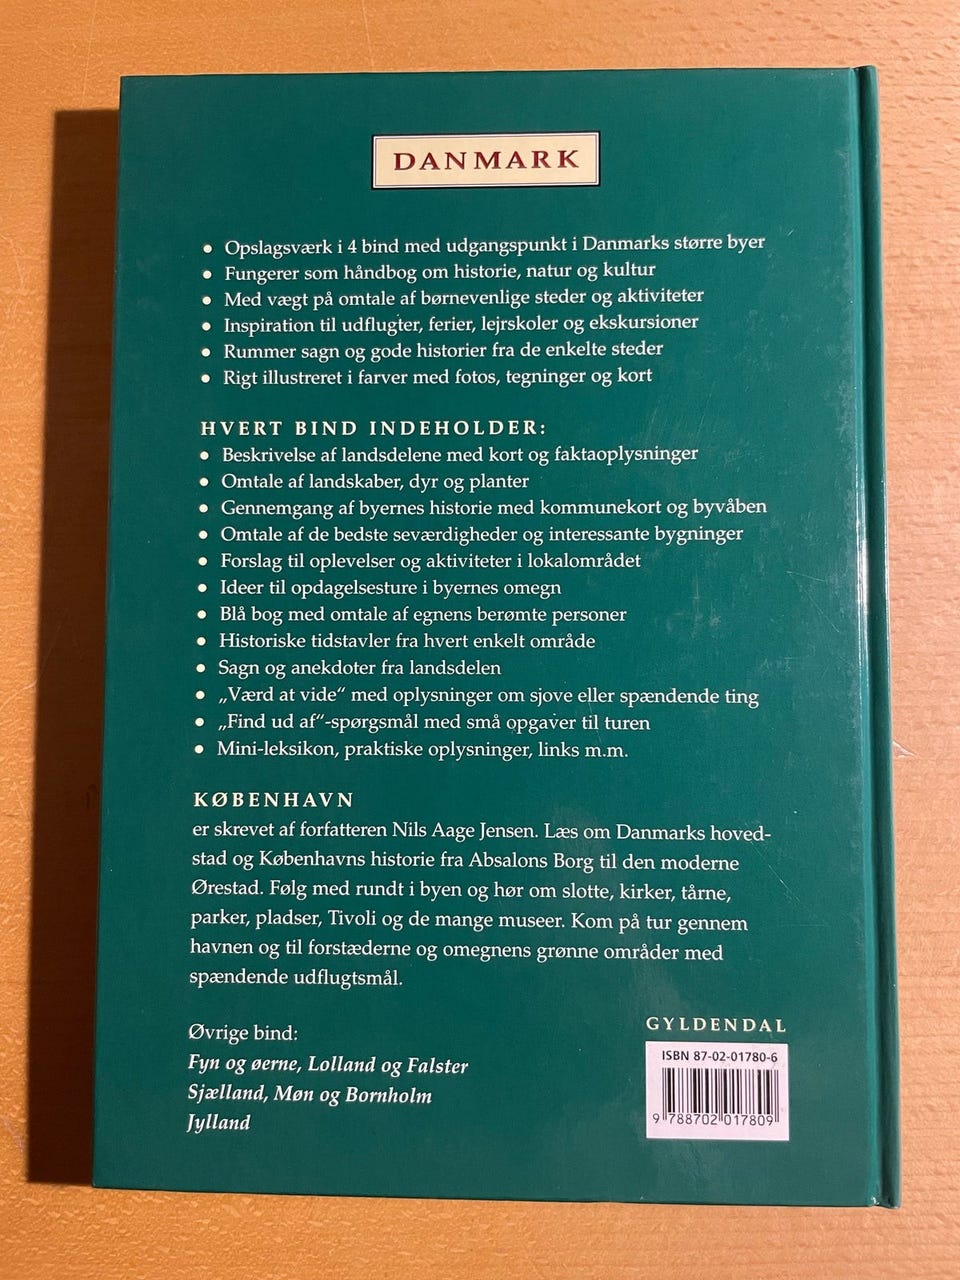 DANMARK
• Opslagsværk i 4 bind med udgangspunkt i Danmarks større byer
• Fungerer som håndbog om historie, natur og kultur
• Med vægt på omtale af børnevenlige steder og aktiviteter
• Inspiration til udflugter, ferier, lejrskoler og ekskursioner
• Rummer sagn og gode historier fra de enkelte steder
• Rigt illustreret i farver med fotos, tegninger og kort
HVERT BIND INDEHOLDER:
• Beskrivelse af landsdelene med kort og faktaoplysninger
• Omtale af landskaber, dyr og planter
• Gennemgang af byernes historie med kommunekort og byvåben
• Omtale af de bedste seværdigheder og interessante bygninger
• Forslag til oplevelser og aktiviteter i lokalområdet
• Ideer til opdagelsesture i byernes omegn
• Blå bog med omtale af egnens berømte personer
• Historiske tidstavler fra hvert enkelt område
• Sagn og anekdoter fra landsdelen
• „Værd at vide“ med oplysninger om sjove eller spændende ting
• „Find ud af“-spørgsmål med små opgaver til turen
• Mini-leksikon, praktiske oplysninger, links m.m.
KØBENHAVN
er skrevet af forfatteren Nils Aage Jensen. Læs om Danmarks hoved-
stad og Københavns historie fra Absalons Borg til den moderne
Ørestad. Følg med rundt i byen og hør om slotte, kirker, tårne,
parker, pladser, Tivoli og de mange museer. Kom på tur gennem
havnen og til forstæderne og omegnens grønne områder med
spændende udflugtsmål.
Øvrige bind:
Fyn og øerne, Lolland og Falster
Sjælland, Møn og Bornholm
Jylland
GYLDENDAL
ISBN 87-02-01780-6
9 788702 017809